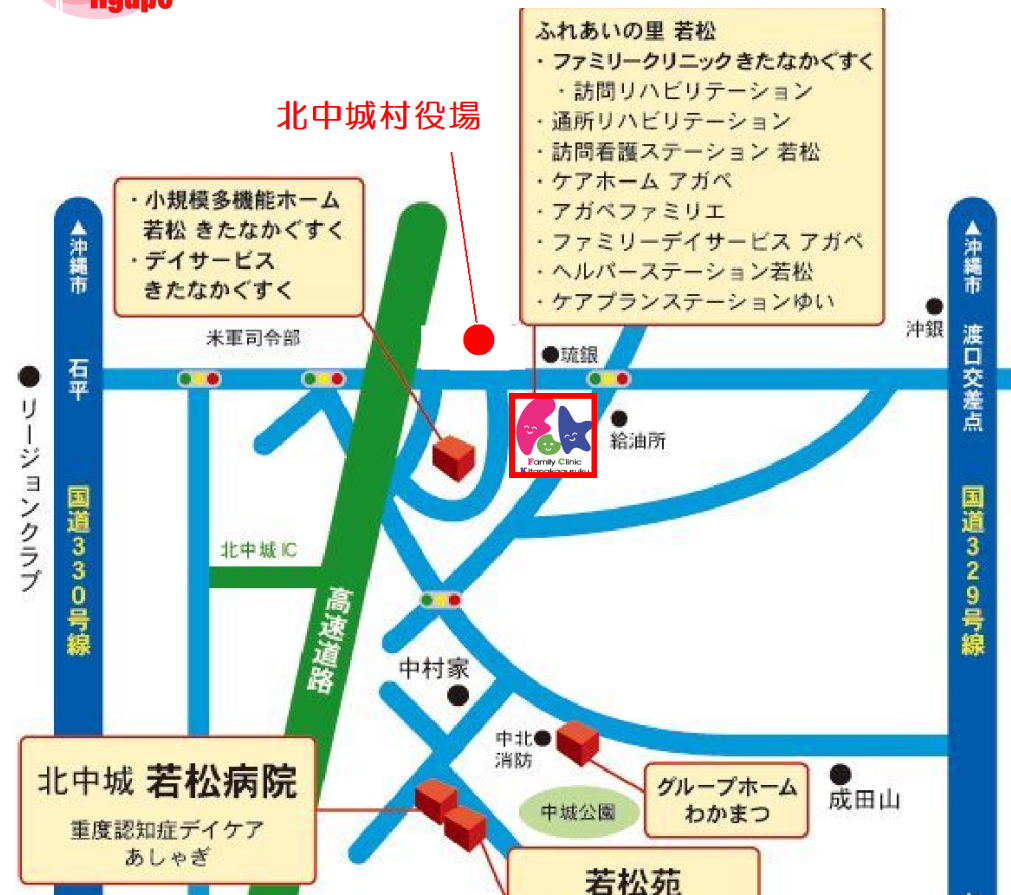 Agape
ふれあいの里 若松
・ファミリークリニックきたなかぐすく
・訪問リハビリテーション
・通所リハビリテーション
・訪問看護ステーション 若松
・ケアホーム アガペ
・アガペファミリエ
・ファミリーデイサービス アガペ
・ヘルパーステーション若松
・ケアプランステーションゆい
北中城村役場
・小規模多機能ホーム
若松 きたなかぐすく
・デイサービス
きたなかぐすく
▲沖縄市
石平
国道330号線
米軍司令部
リージョンクラブ
琉銀
沖銀
▲沖縄市
渡口交差点
国道329号線
給油所
Family Clinic
Kitanakagusuku
北中城IC
高速道路
中村家
中北
消防
グループホーム
わかまつ
成田山
中城公園
北中城 若松病院
重度認知症デイケア
あしゃぎ
若松苑